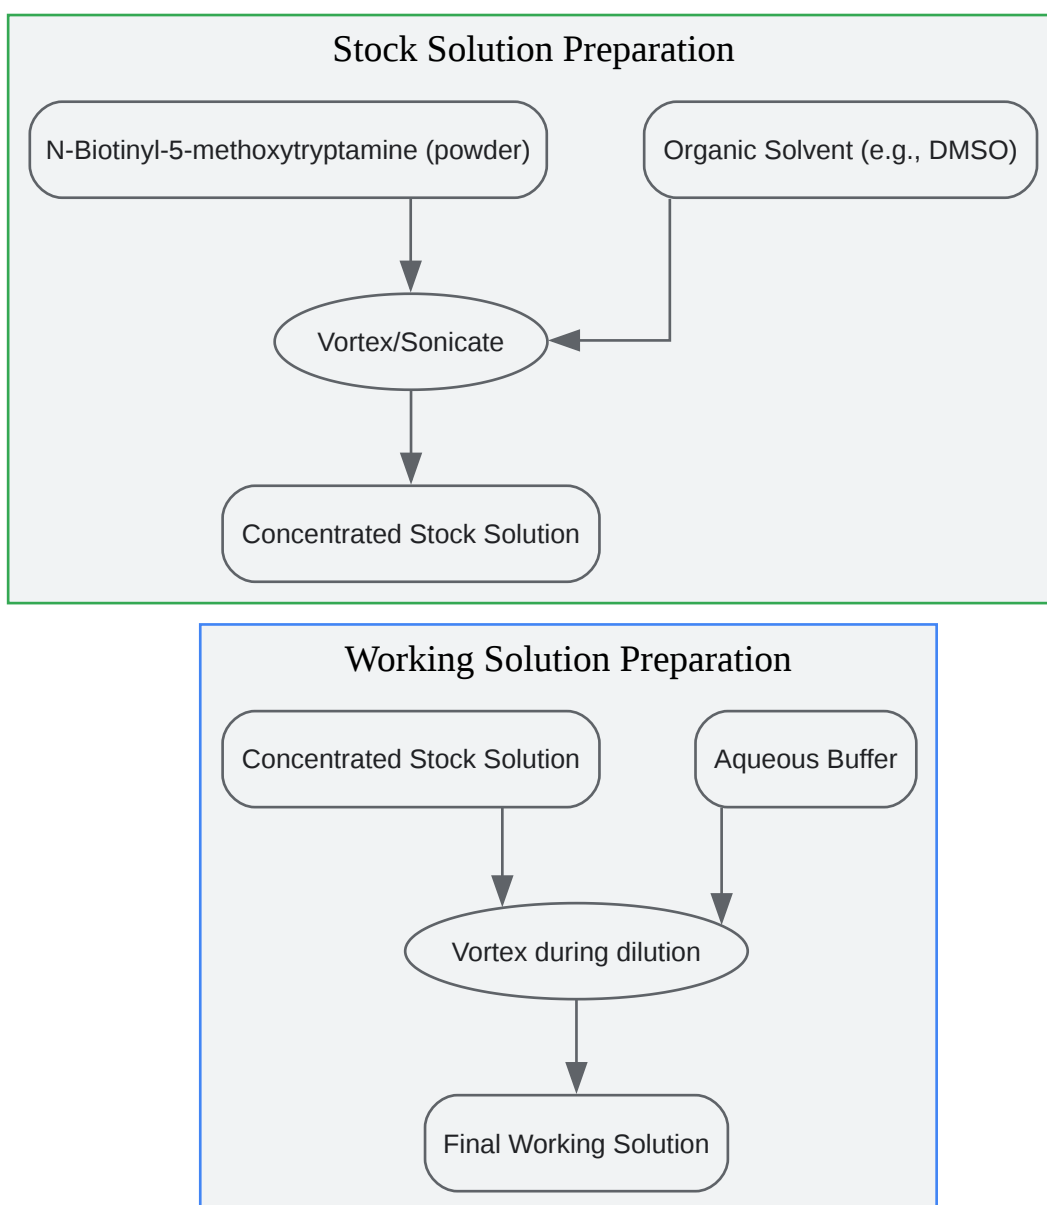 Stock Solution Preparation
N-Biotinyl-5-methoxytryptamine (powder)
Organic Solvent (e.g., DMSO)
Vortex/Sonicate
Concentrated Stock Solution
Working Solution Preparation
Concentrated Stock Solution
Aqueous Buffer
Vortex during dilution
Final Working Solution